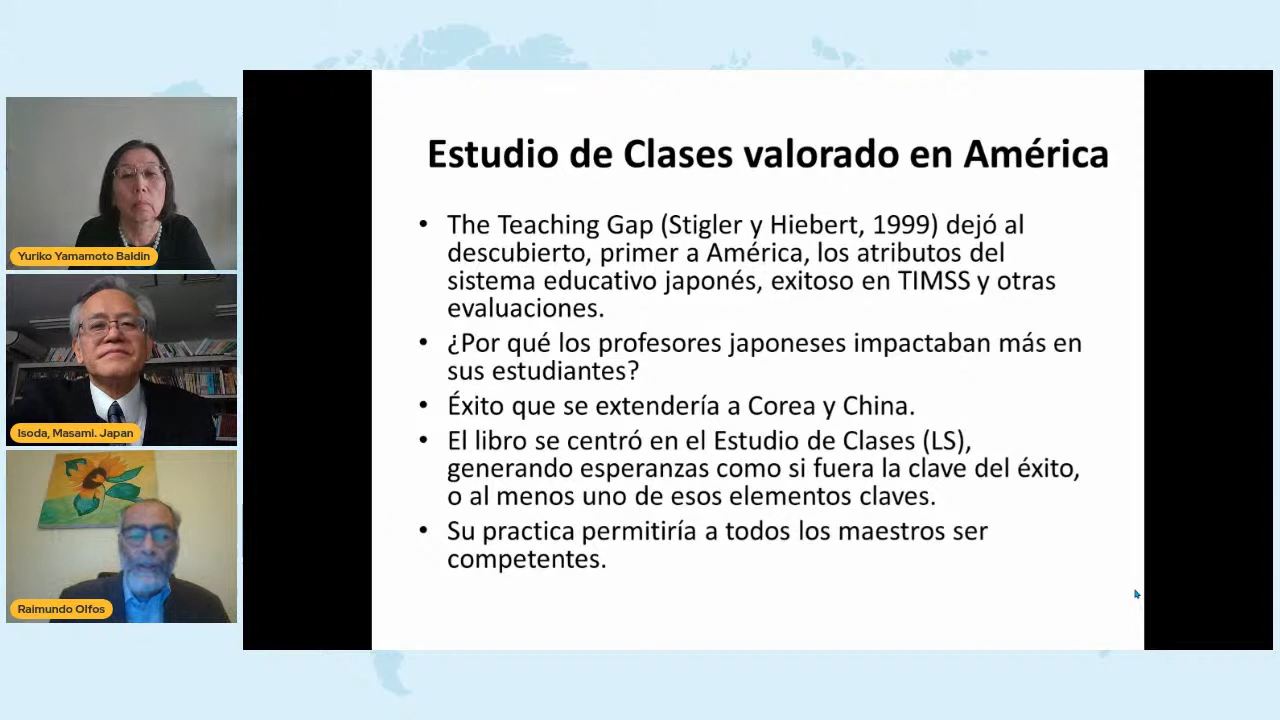 Yuriko Yamamoto Baldin
Isoda, Masami. Japan
Raimundo Olfos
Estudio de Clases valorado en América
• The Teaching Gap (Stigler y Hiebert, 1999) dejó al
descubierto, primer a América, los atributos del
sistema educativo japonés, exitoso en TIMSS y otras
evaluaciones.
• ¿Por qué los profesores japoneses impactaban más en
sus estudiantes?
• Éxito que se extendería a Corea y China.
• El libro se centró en el Estudio de Clases (LS),
generando esperanzas como si fuera la clave del éxito,
o al menos uno de esos elementos claves.
• Su practica permitiría a todos los maestros ser
competentes.